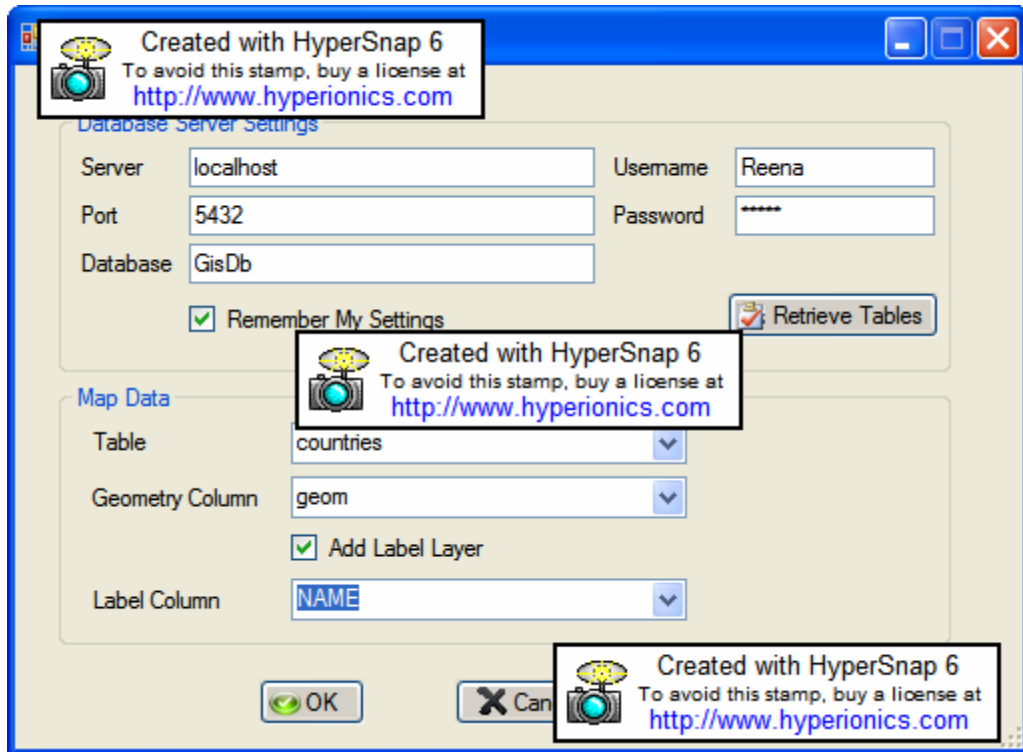 Created with HyperSnap 6
To avoid this stamp, buy a license at
http://www.hyperionics.com
Database Server Settings
Server localhost Username Reena
Port 5432 Password *****
Database GisDb
Remember My Settings Retrieve Tables
Created with HyperSnap 6
To avoid this stamp, buy a license at
http://www.hyperionics.com
Map Data
Table countries
Geometry Column geom
Add Label Layer
Label Column NAME
Created with HyperSnap 6
To avoid this stamp, buy a license at
http://www.hyperionics.com
OK Can